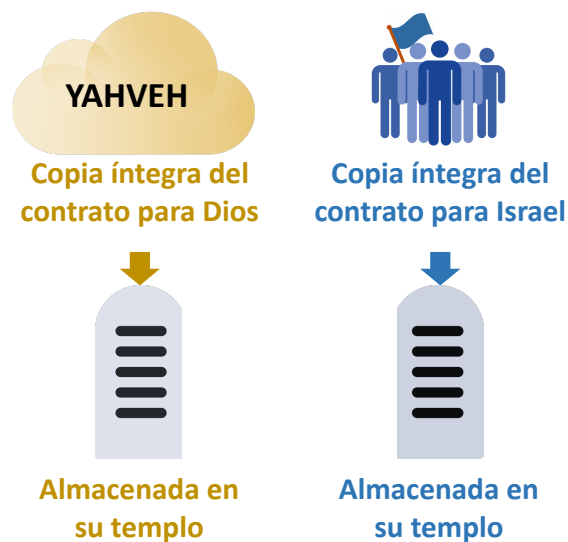 YAHVEH
Copia íntegra del
contrato para Dios
Copia íntegra del
contrato para Israel
Almacenada en
su templo
Almacenada en
su templo